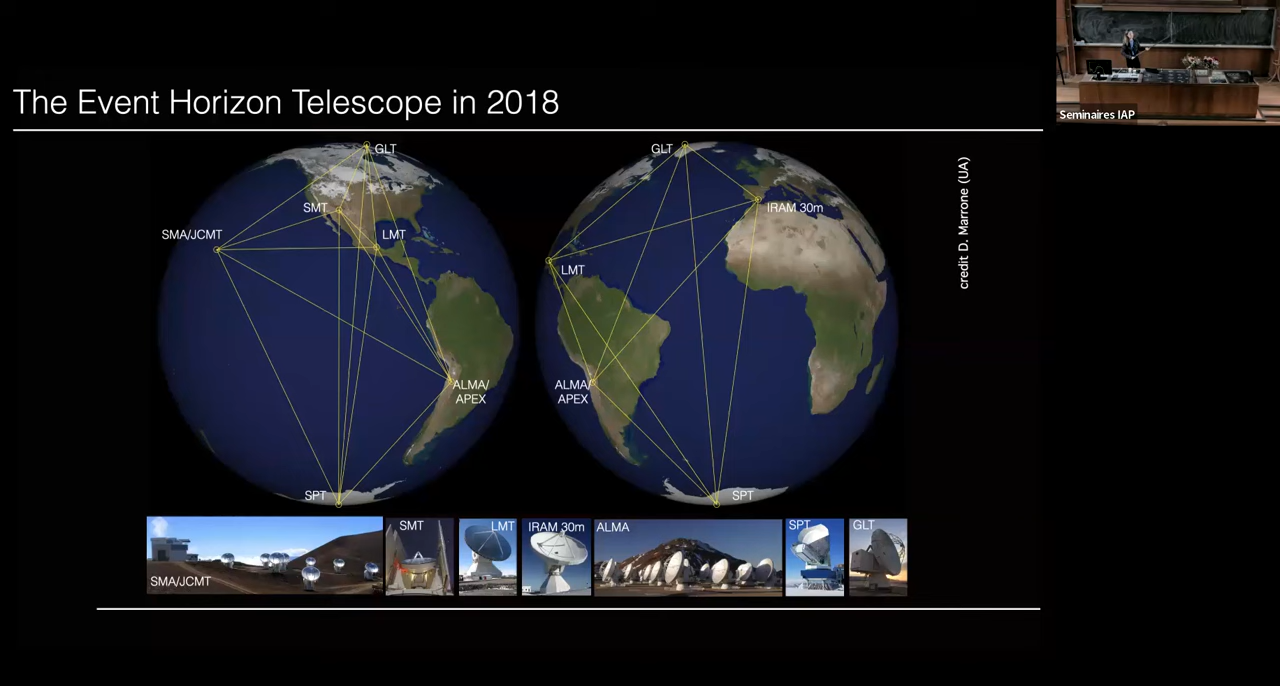 The Event Horizon Telescope in 2018
Seminaires IAP
credit D. Marrone (UA)
GLT
SMT
SMA/JCMT
LMT
ALMA/
APEX
SPT
GLT
IRAM 30m
LMT
ALMA/
APEX
SPT
SMA/JCMT
SMT
LMT
IRAM 30m
ALMA
SPT
GLT